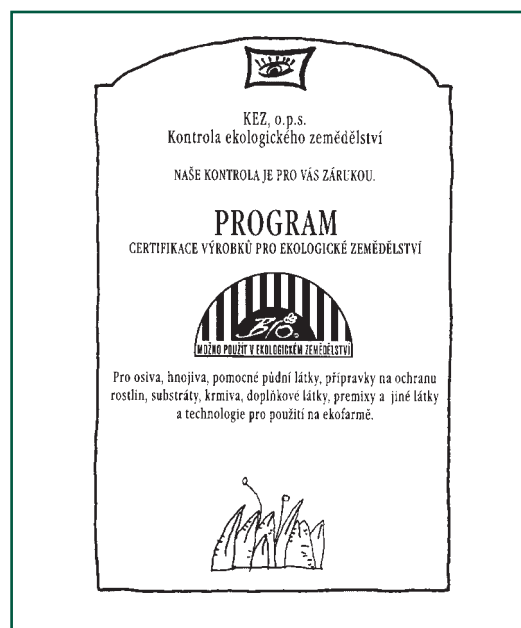 KEZ, o.p.s.
Kontrola ekologického zemědělství
NAŠE KONTROLA JE PRO VÁS ZÁRUKOU.
PROGRAM
CERTIFIKACE VÝROBKŮ PRO EKOLOGICKÉ ZEMĚDĚLSTVÍ
BIO
MOŽNO POUŽÍT V EKOLOGICKÉM ZEMĚDĚLSTVÍ
Pro osiva, hnojiva, pomocné půdní látky, přípravky na ochranu
rostlin, substráty, krmiva, doplňkové látky, premixy a jiné látky
a technologie pro použití na ekofarmě.